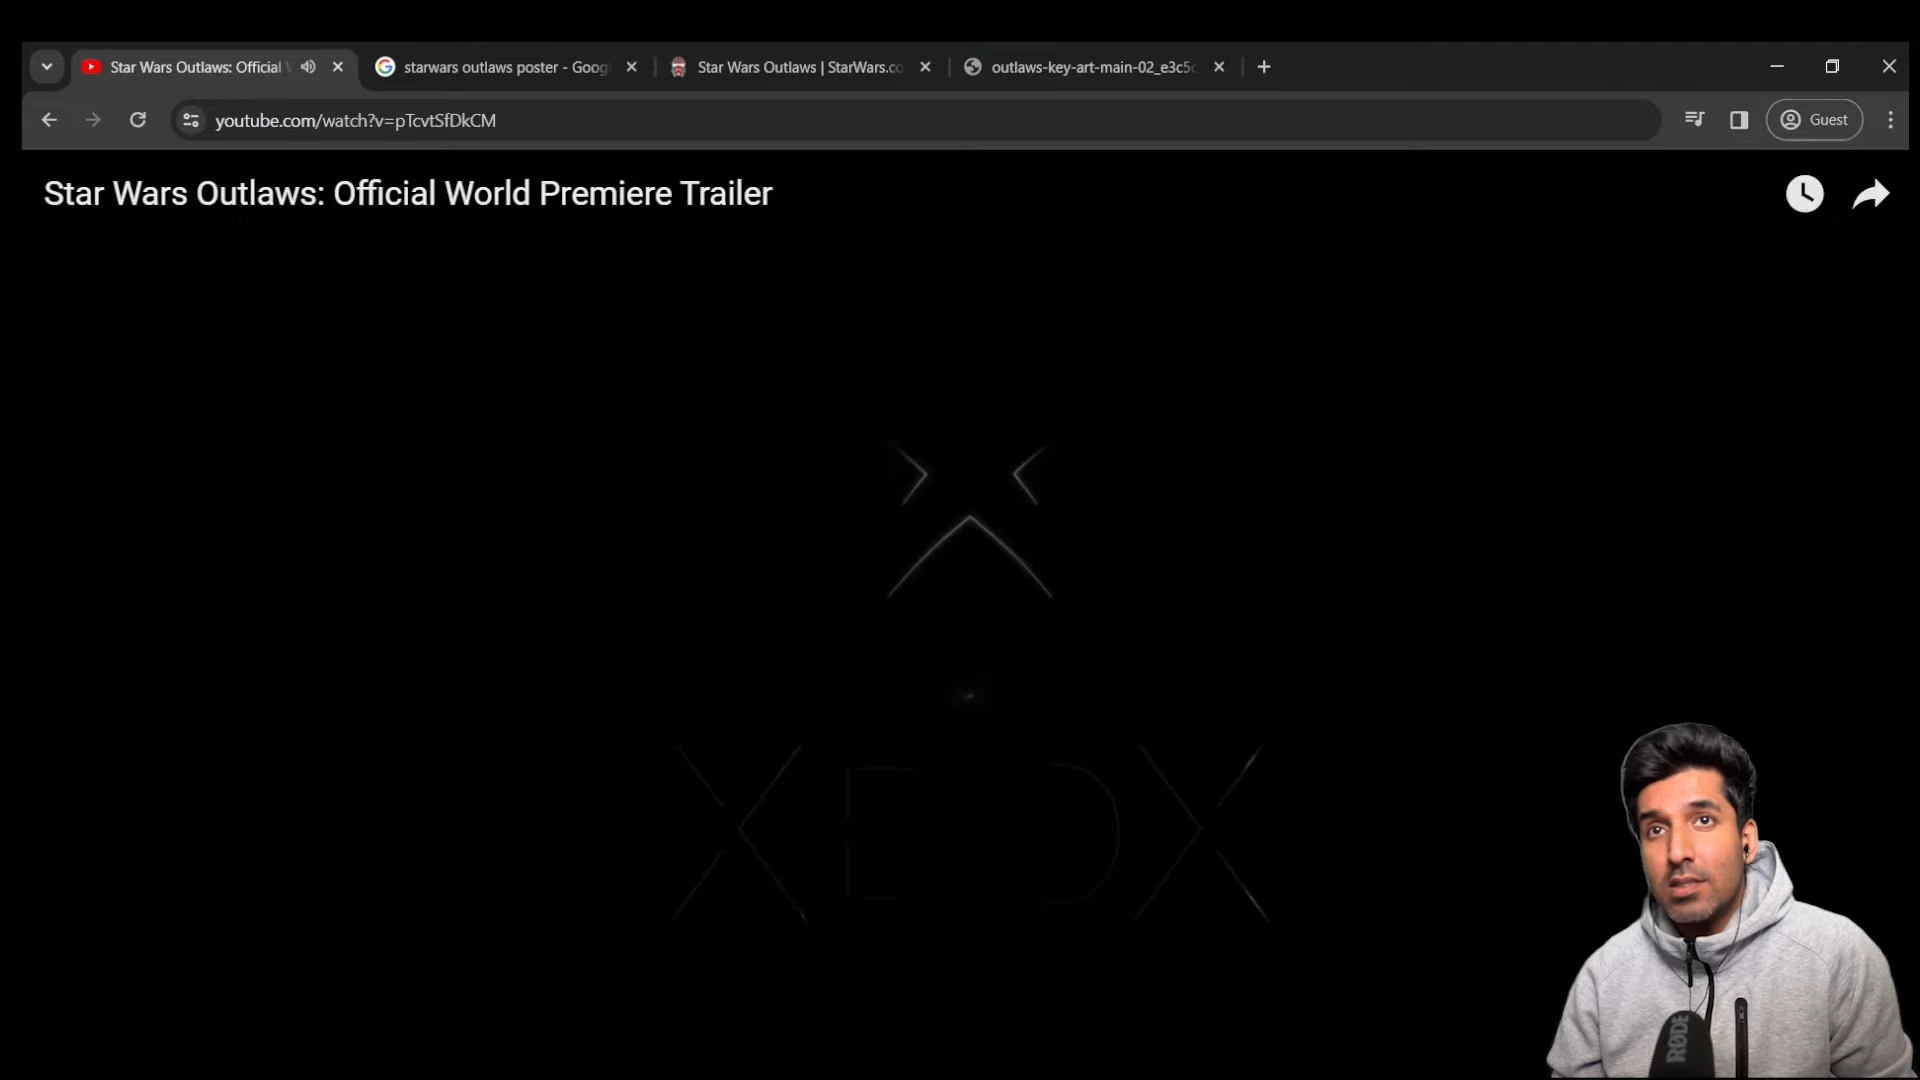 Star Wars Outlaws: Official
starwars outlaws poster - Goog
Star Wars Outlaws | StarWars.co
outlaws-key-art-main-02_e3c5c
youtube.com/watch?v=pTcvtSfDkCM
Guest
Star Wars Outlaws: Official World Premiere Trailer
XBOX
RØDE